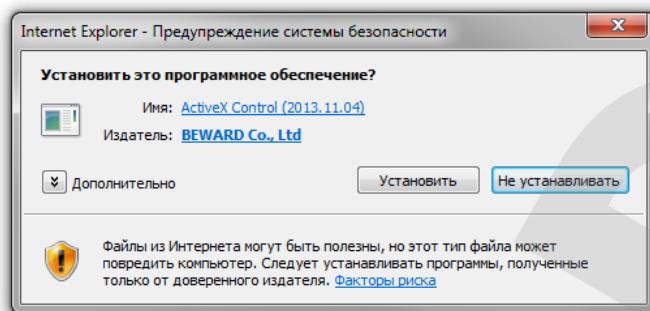 Internet Explorer - Предупреждение системы безопасности
Установить это программное обеспечение?
Имя: ActiveX Control (2013.11.04)
Издатель: BEWARD Co., Ltd
Дополнительно
Установить
Не устанавливать
Файлы из Интернета могут быть полезны, но этот тип файла может
повредить компьютер. Следует устанавливать программы, полученные
только от доверенного издателя. Факторы риска